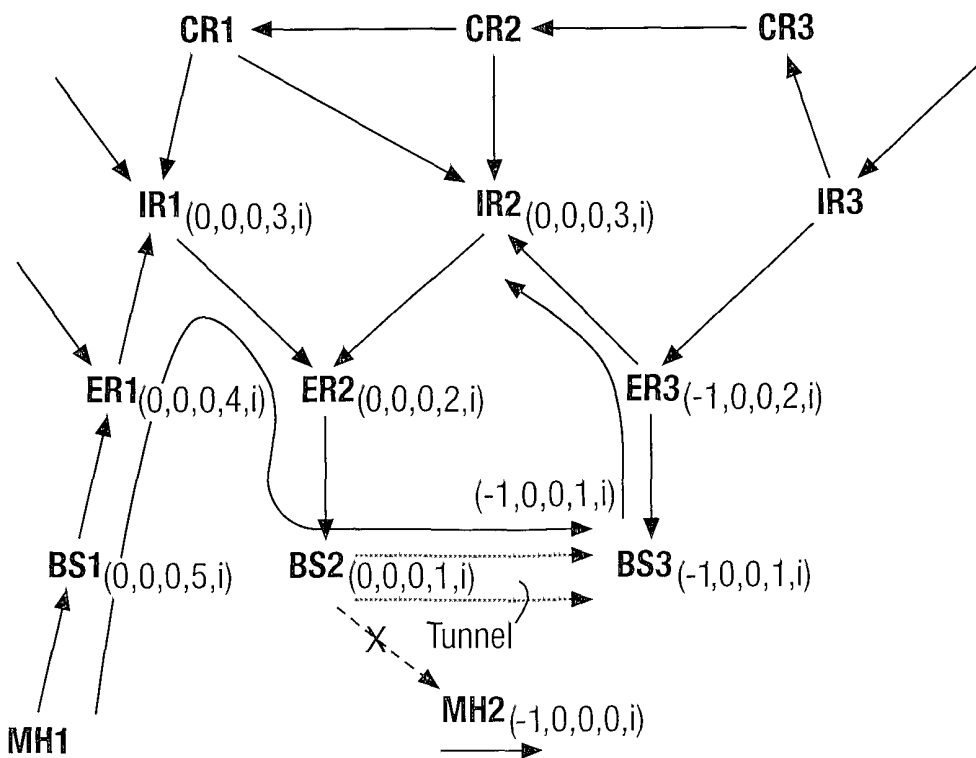 CR1 CR2 CR3
IR1(0,0,0,3,i) IR2(0,0,0,3,i) IR3
ER1(0,0,0,4,i) ER2(0,0,0,2,i) ER3(-1,0,0,2,i)
(-1,0,0,1,i)
BS1(0,0,0,5,i) BS2(0,0,0,1,i) BS3(-1,0,0,1,i)
X Tunnel
MH2(-1,0,0,0,i)
MH1